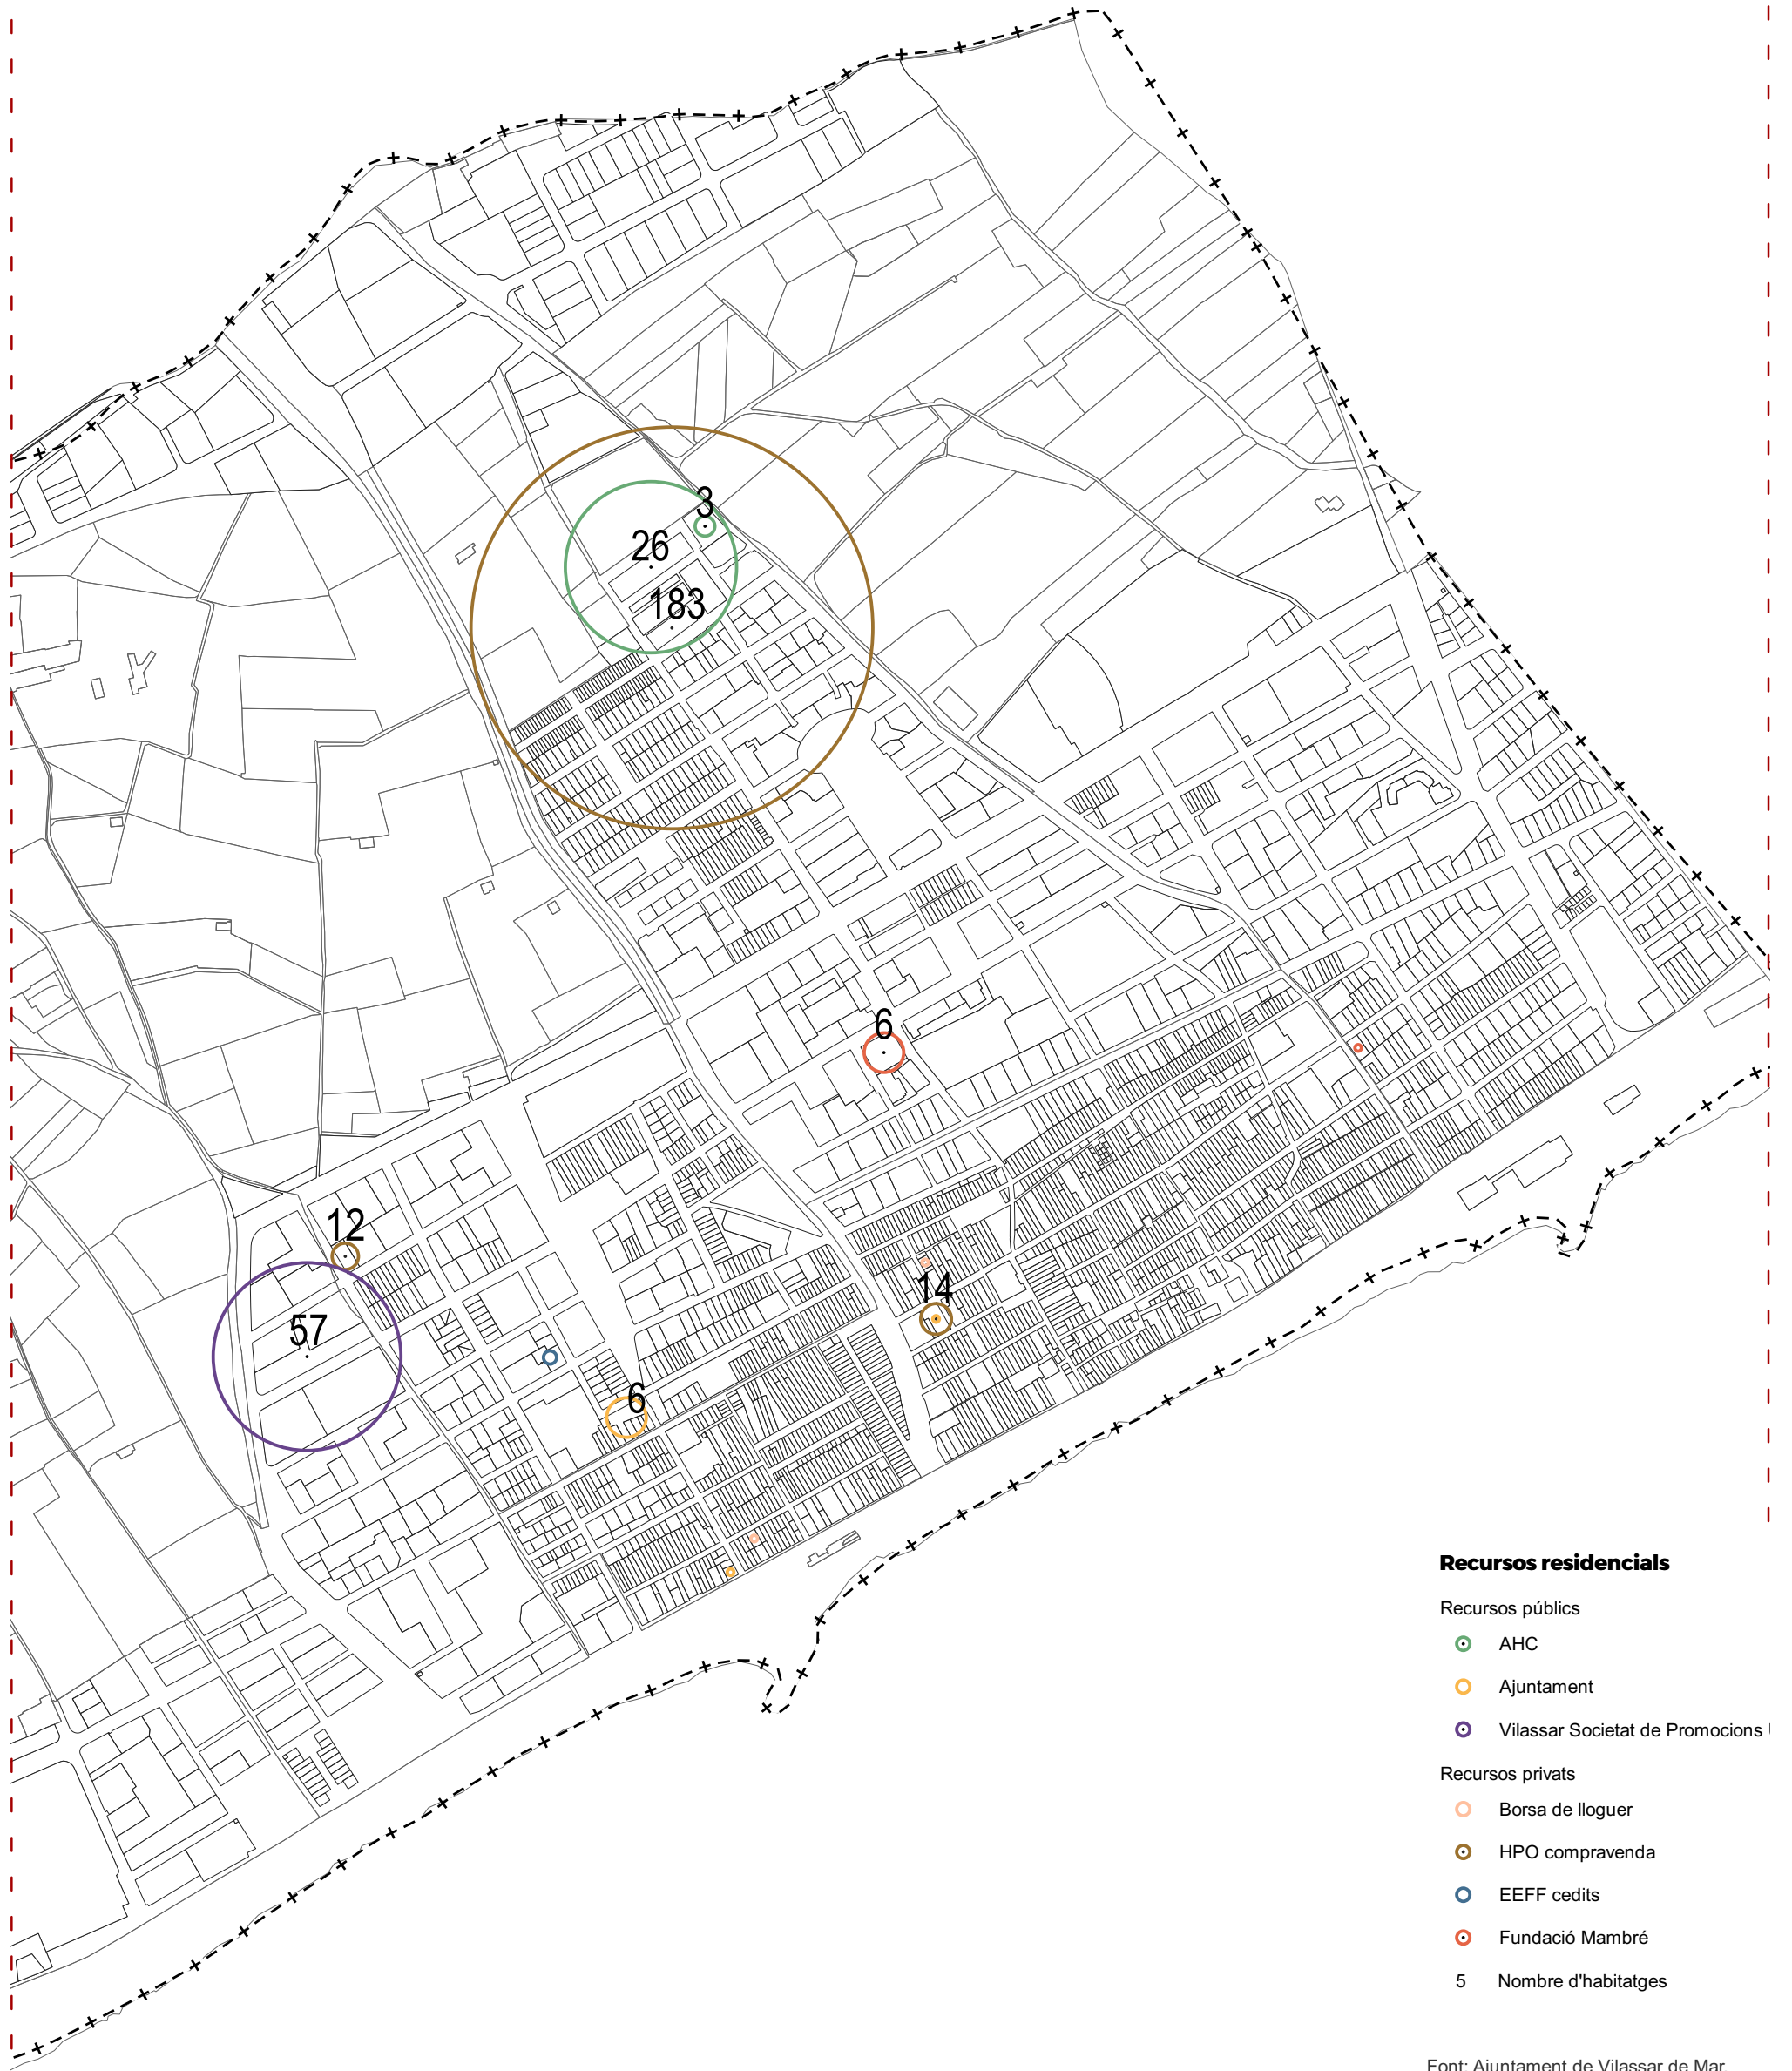 3
26
183
6
12
14
57
6
Recursos residencials
Recursos públics
AHC
Ajuntament
Vilassar Societat de Promocions
Recursos privats
Borsa de lloguer
HPO compravenda
EEFF cedits
Fundació Mambré
5 Nombre d'habitatges
Font: Ajuntament de Vilassar de Mar.